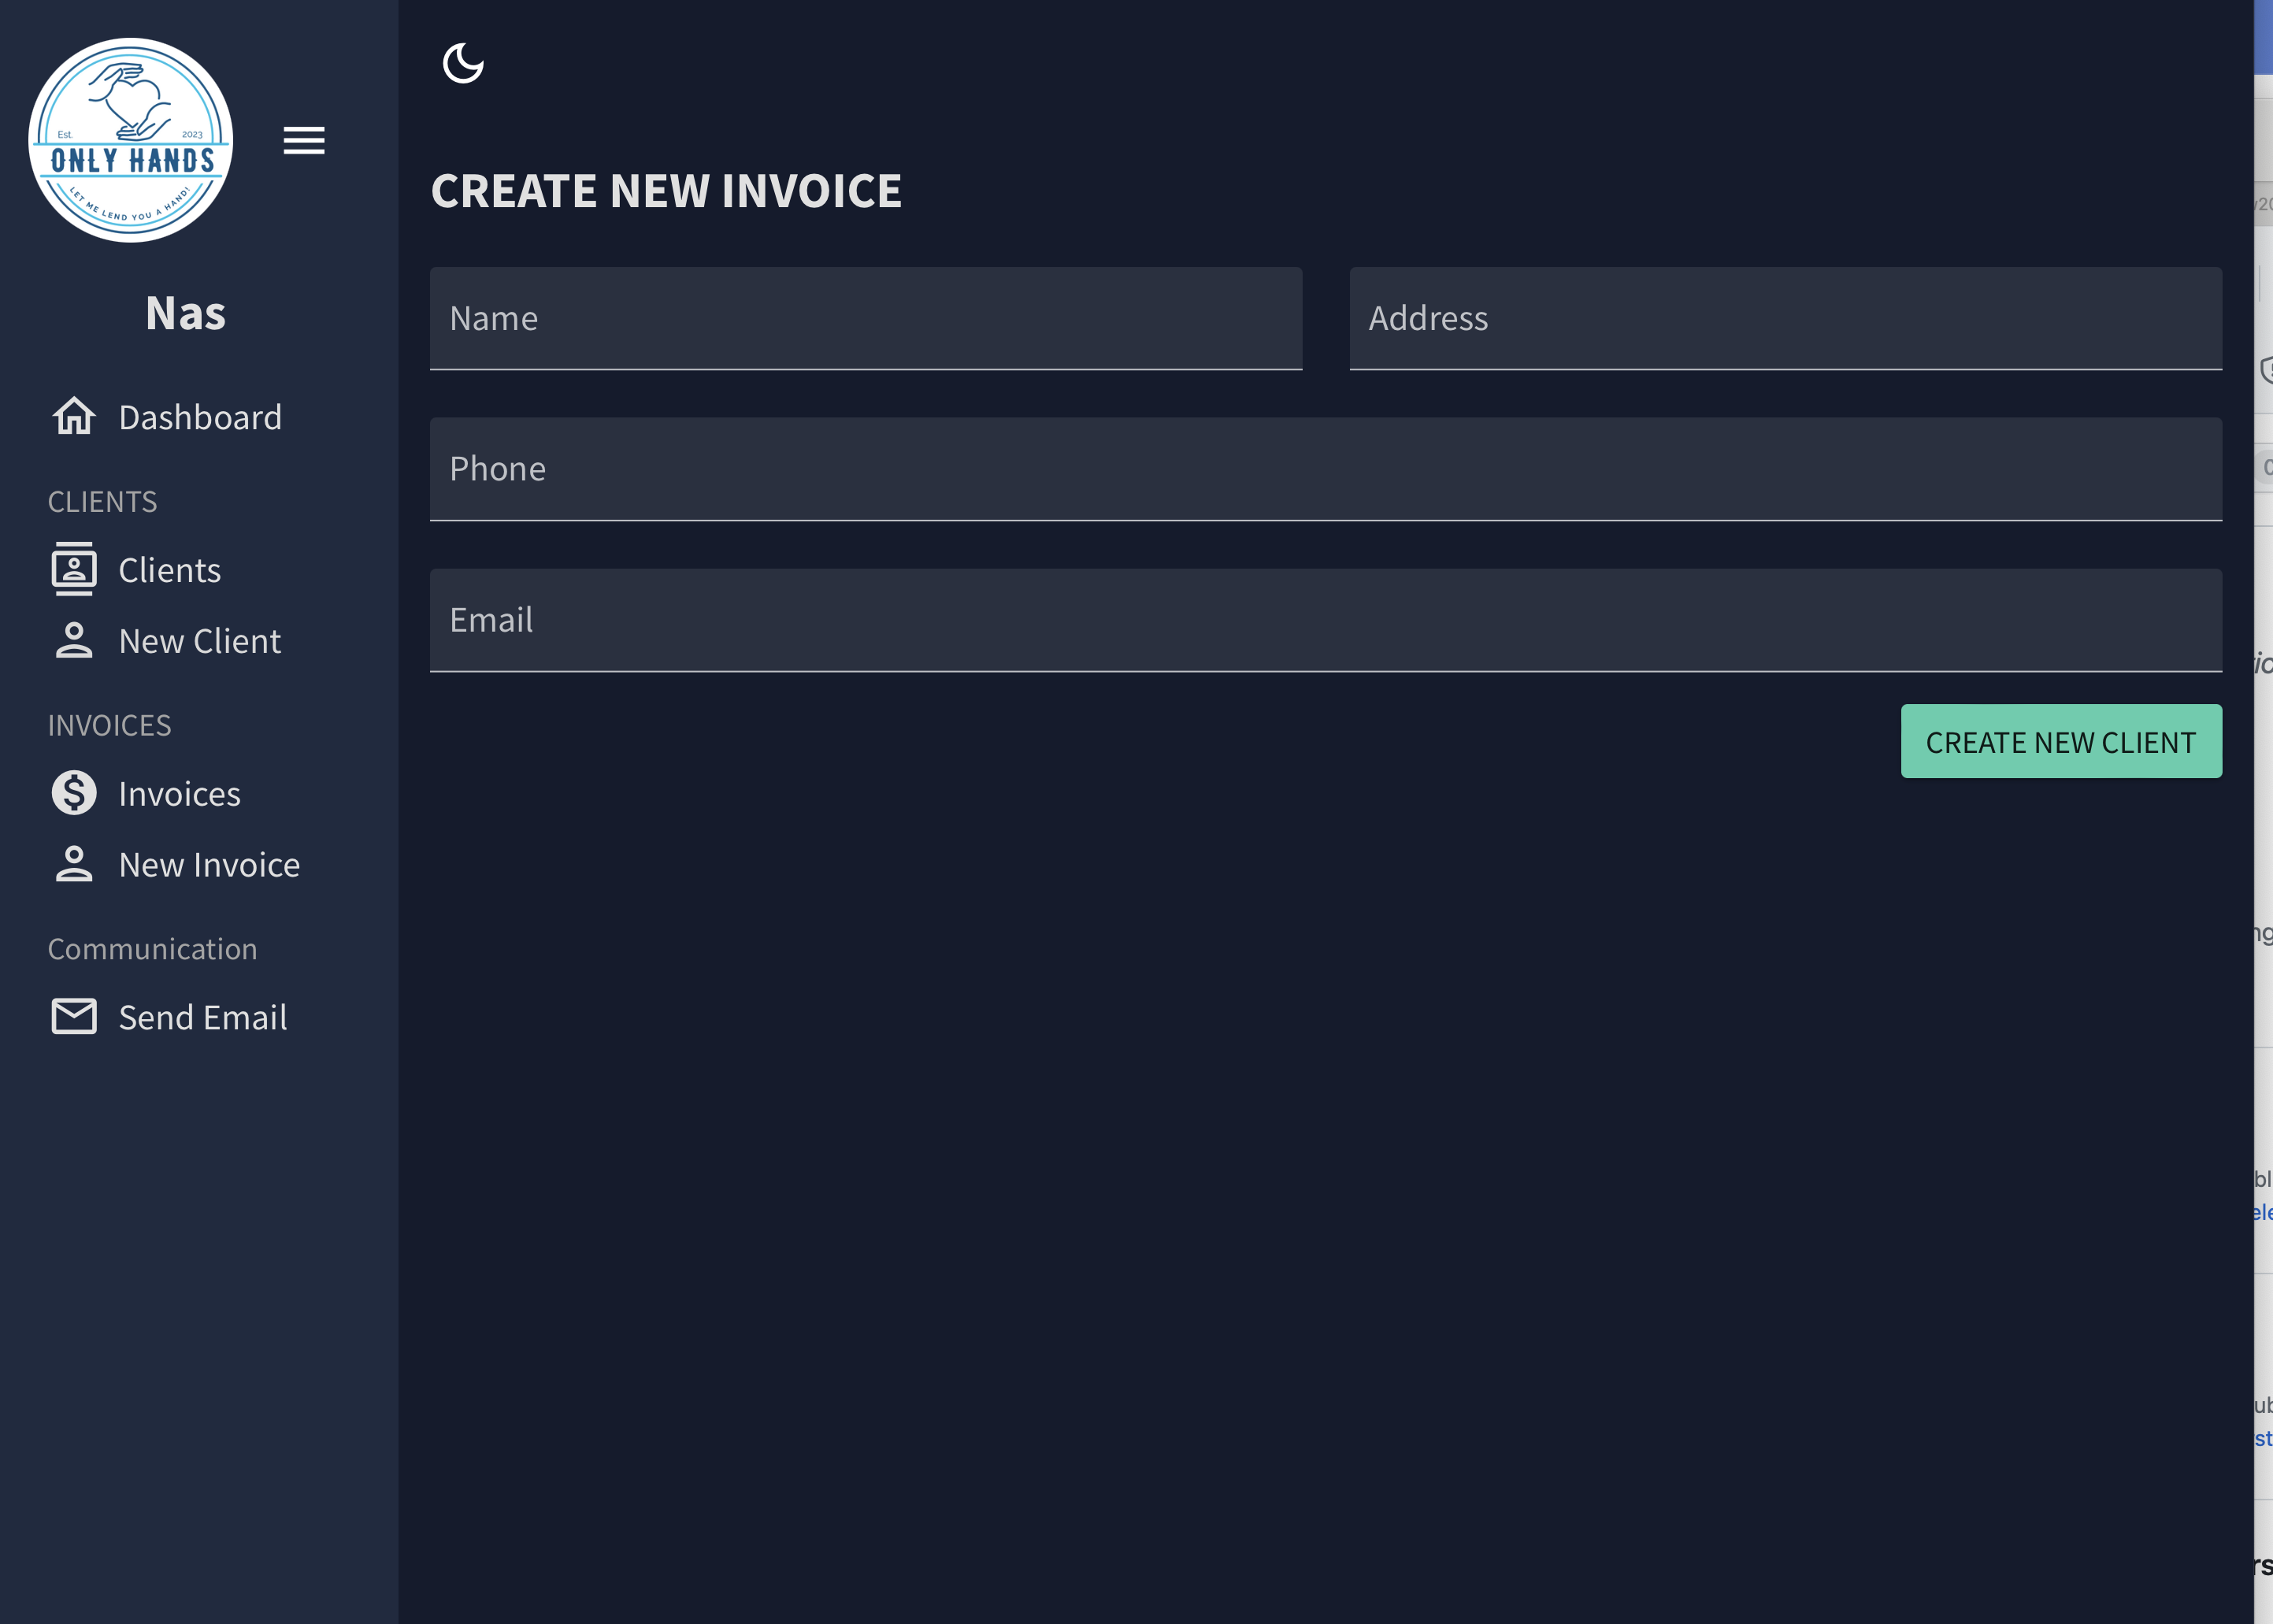 Est. 2023
ONLY HANDS
LET ME LEND YOU A HAND!
Nas
Dashboard
CLIENTS
Clients
New Client
INVOICES
Invoices
New Invoice
Communication
Send Email
CREATE NEW INVOICE
Name Address
Phone
Email
CREATE NEW CLIENT